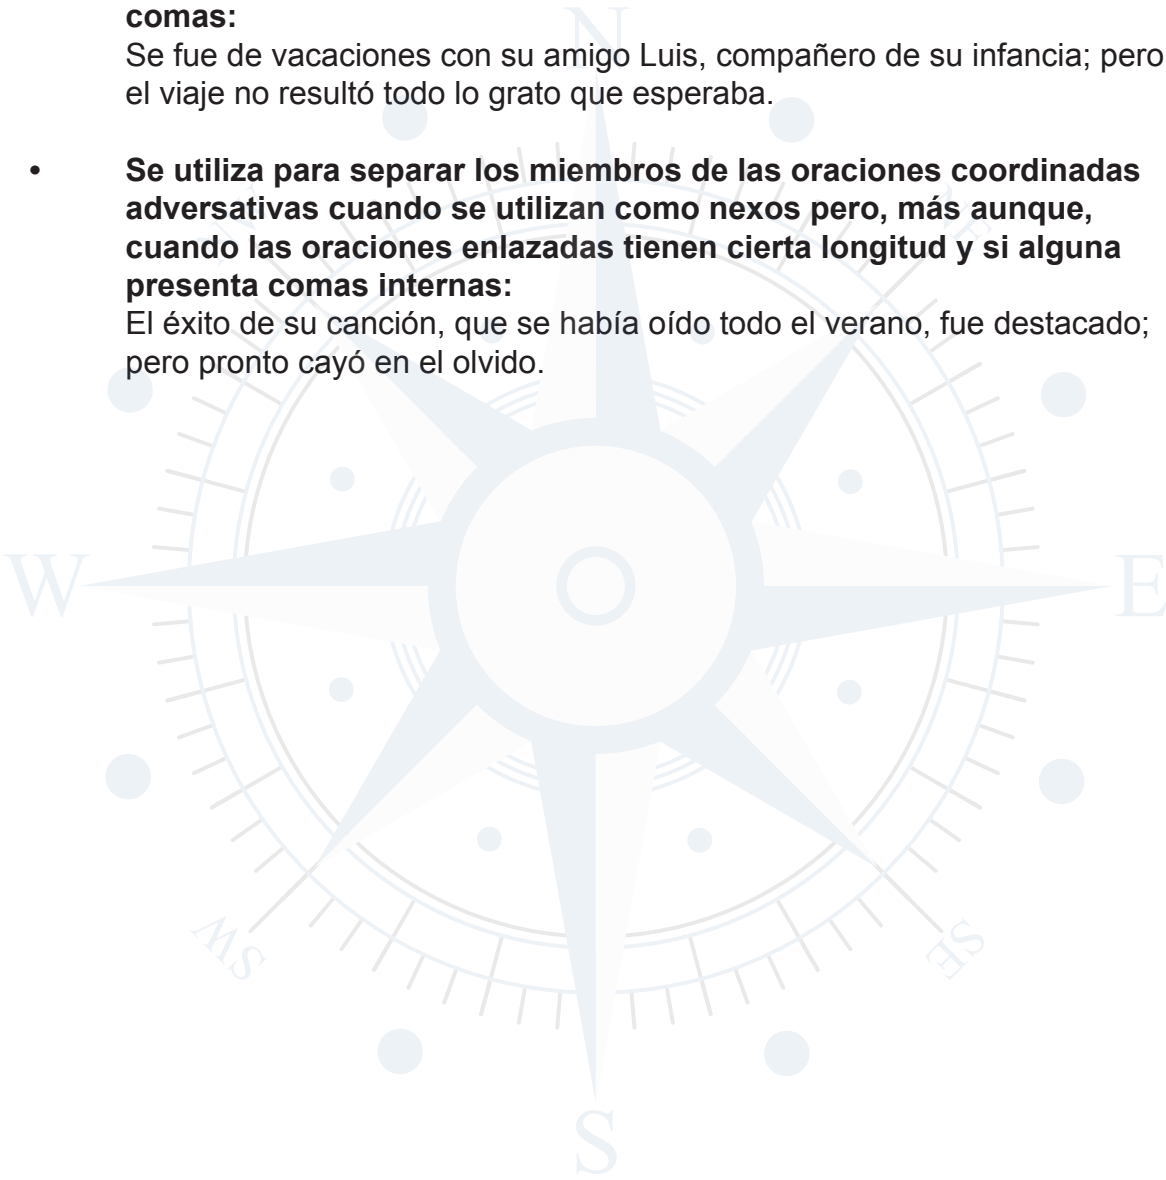 comas:
Se fue de vacaciones con su amigo Luis, compañero de su infancia; pero
el viaje no resultó todo lo grato que esperaba.
• Se utiliza para separar los miembros de las oraciones coordinadas
adversativas cuando se utilizan como nexos pero, más aunque,
cuando las oraciones enlazadas tienen cierta longitud y si alguna
presenta comas internas:
El éxito de su canción, que se había oído todo el verano, fue destacado;
pero pronto cayó en el olvido.
N
NE
W
E
SW
SE
S